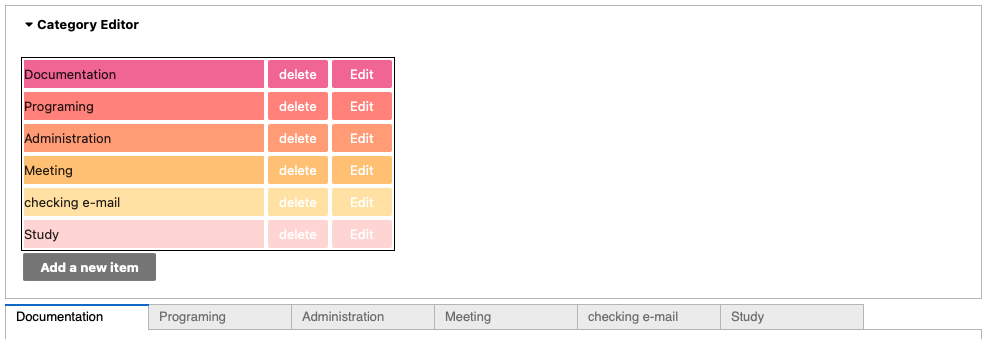 Category Editor
Documentation delete Edit
Programing delete Edit
Administration delete Edit
Meeting delete Edit
checking e-mail delete Edit
Study delete Edit
Add a new item
Documentation Programing Administration Meeting checking e-mail Study